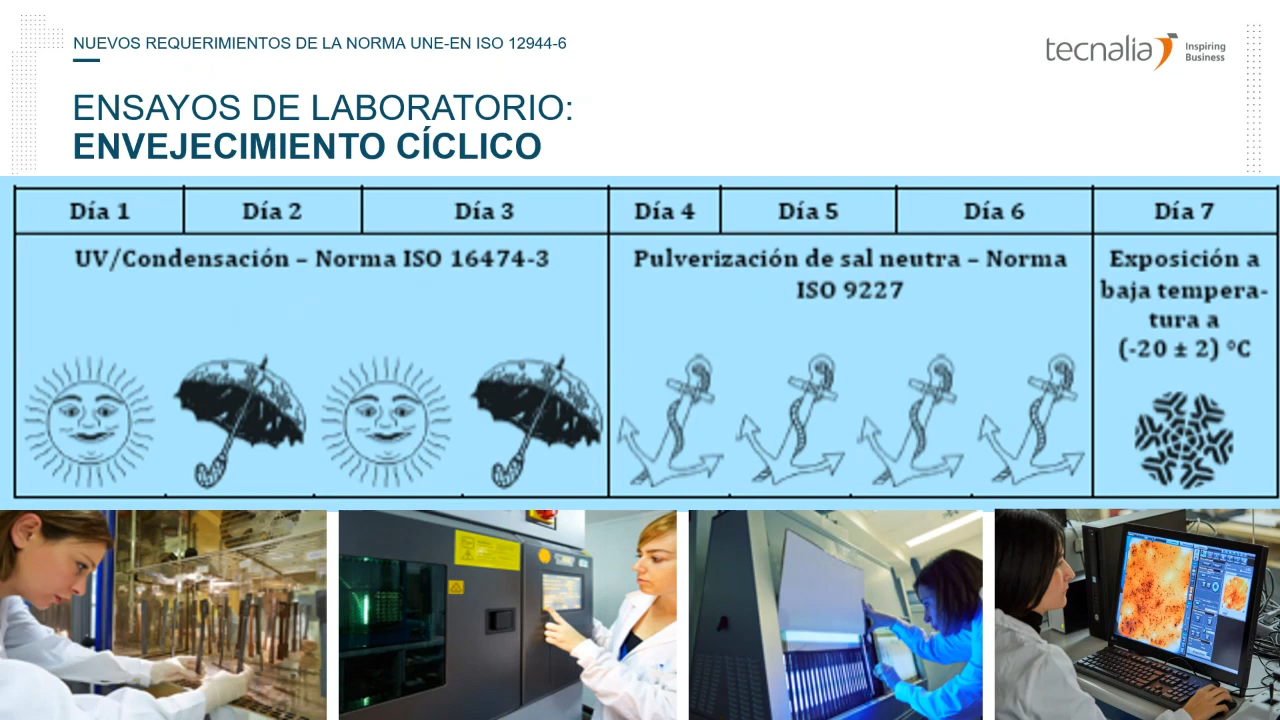 NUEVOS REQUERIMIENTOS DE LA NORMA UNE-EN ISO 12944-6
tecnalia Inspiring
Business
ENSAYOS DE LABORATORIO:
ENVEJECIMIENTO CÍCLICO
Día 1 Día 2 Día 3 Día 4 Día 5 Día 6 Día 7
UV/Condensación – Norma ISO 16474-3
Pulverización de sal neutra – Norma
ISO 9227
Exposición a
baja tempera-
tura a
(-20 ± 2) °C